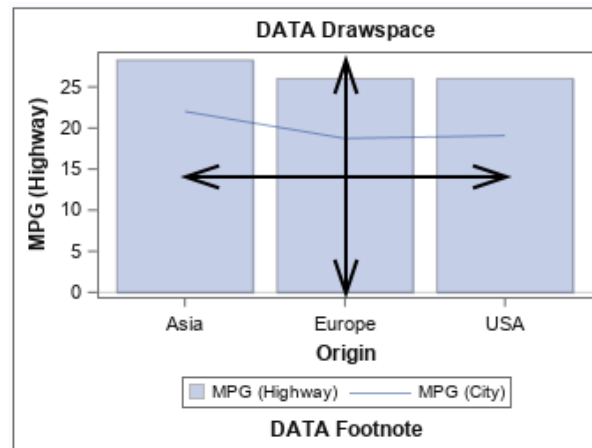 DATA Drawspace
MPG (Highway)
25
20
15
10
5
0
Asia Europe USA
Origin
MPG (Highway) MPG (City)
DATA Footnote